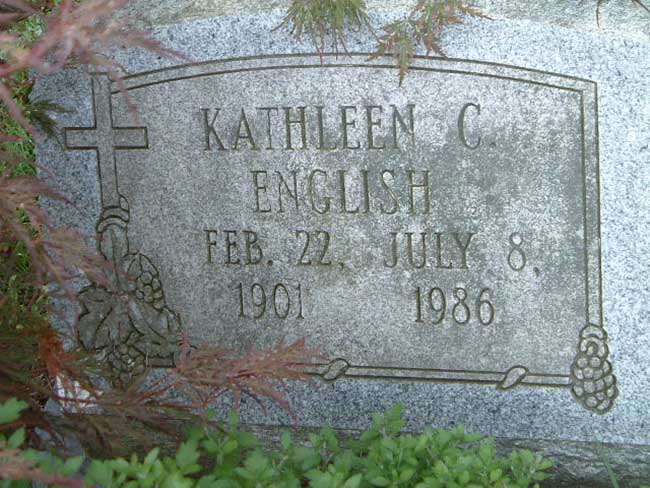 KATHLEEN C.
ENGLISH
FEB. 22, JULY 8,
1901 1986